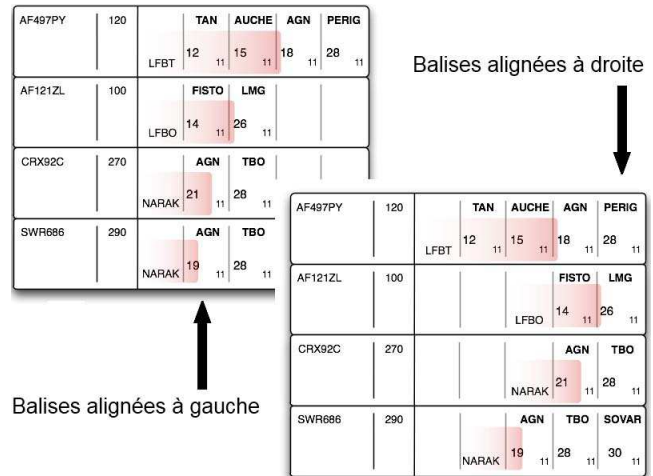 AF497PY 120 TAN AUCHE AGN PERIG
LFBT 12 11 15 11 18 11 28 11
AF121ZL 100 FISTO LMG
LFBO 14 11 26 11
CRX92C 270 AGN TBO
NARAK 21 11 28 11
SWR686 290 AGN TBO
NARAK 19 11 28 11
Balises alignées à gauche
Balises alignées à droite
AF497PY 120 TAN AUCHE AGN PERIG
LFBT 12 11 15 11 18 11 28 11
AF121ZL 100 FISTO LMG
LFBO 14 11 26 11
CRX92C 270 AGN TBO
NARAK 21 11 28 11
SWR686 290 AGN TBO SOVAR
NARAK 19 11 28 11 30 11